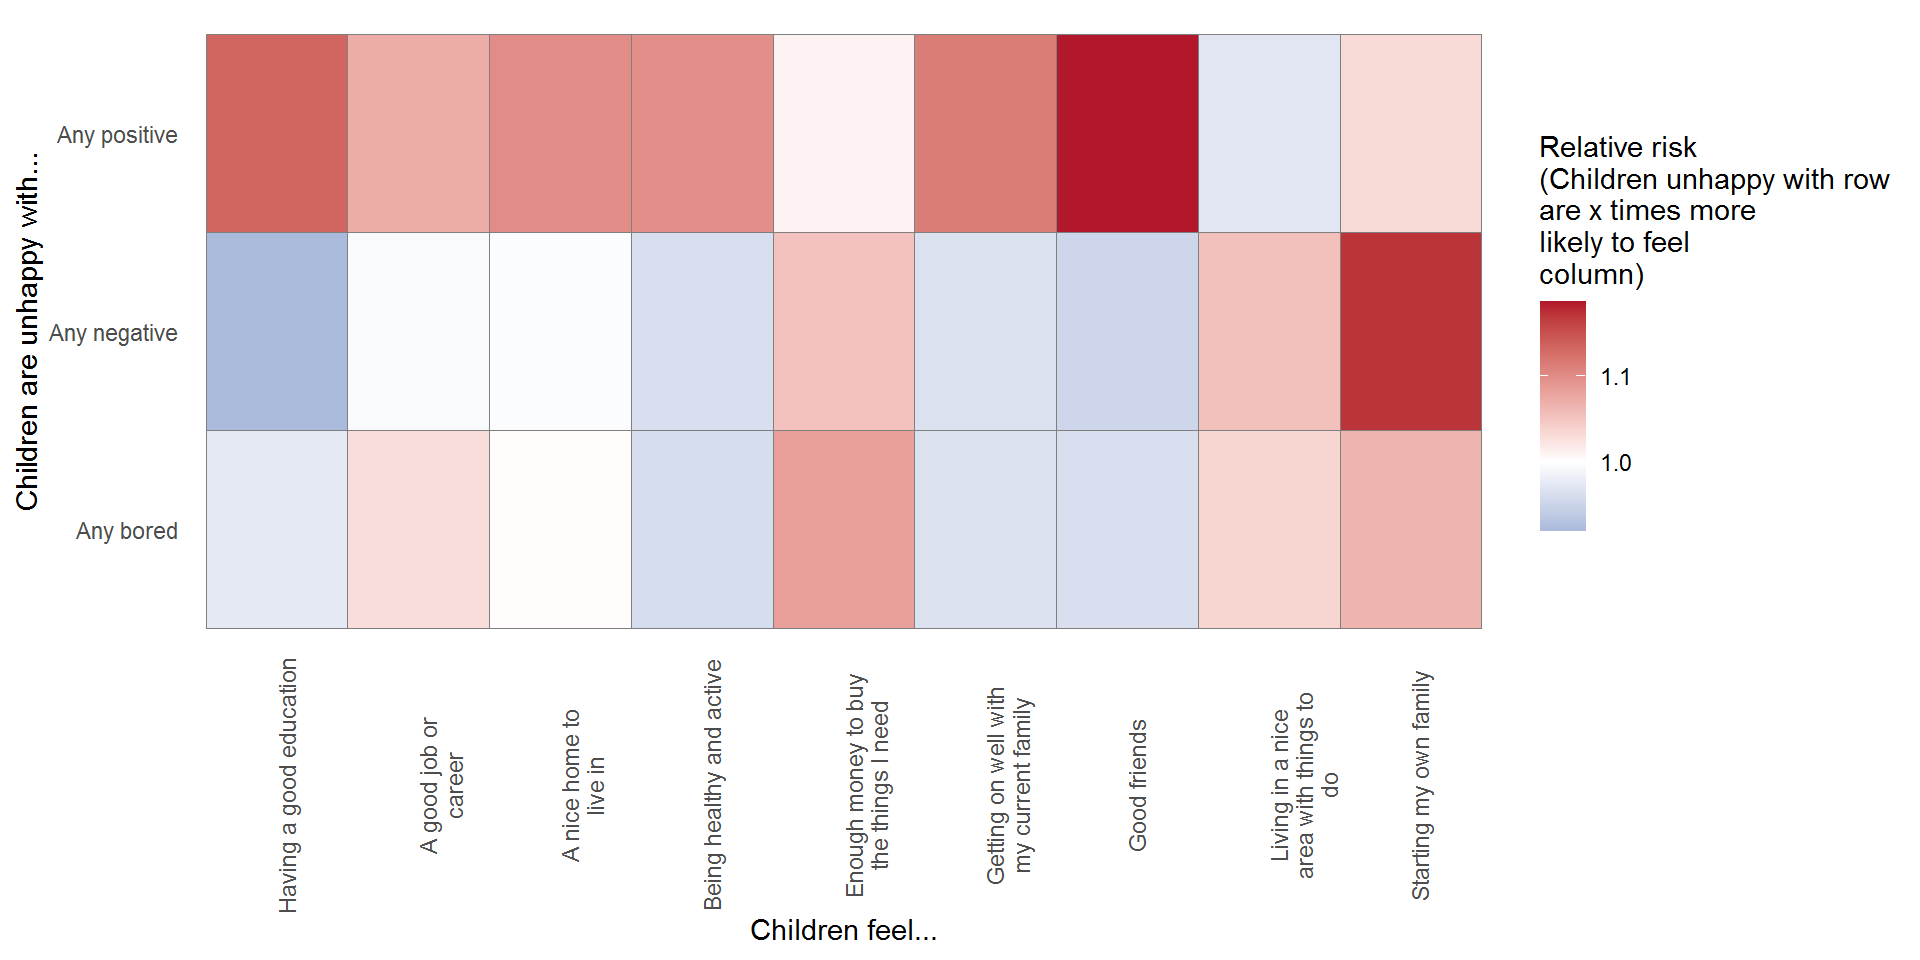 Children are unhappy with...
Any positive
Any negative
Any bored
Having a good education
A good job or
career
A nice home to
live in
Being healthy and active
Enough money to buy
the things I need
Getting on well with
my current family
Good friends
Living in a nice
area with things to
do
Starting my own family
Children feel...
Relative risk
(Children unhappy with row
are x times more
likely to feel
column)
1.1
1.0